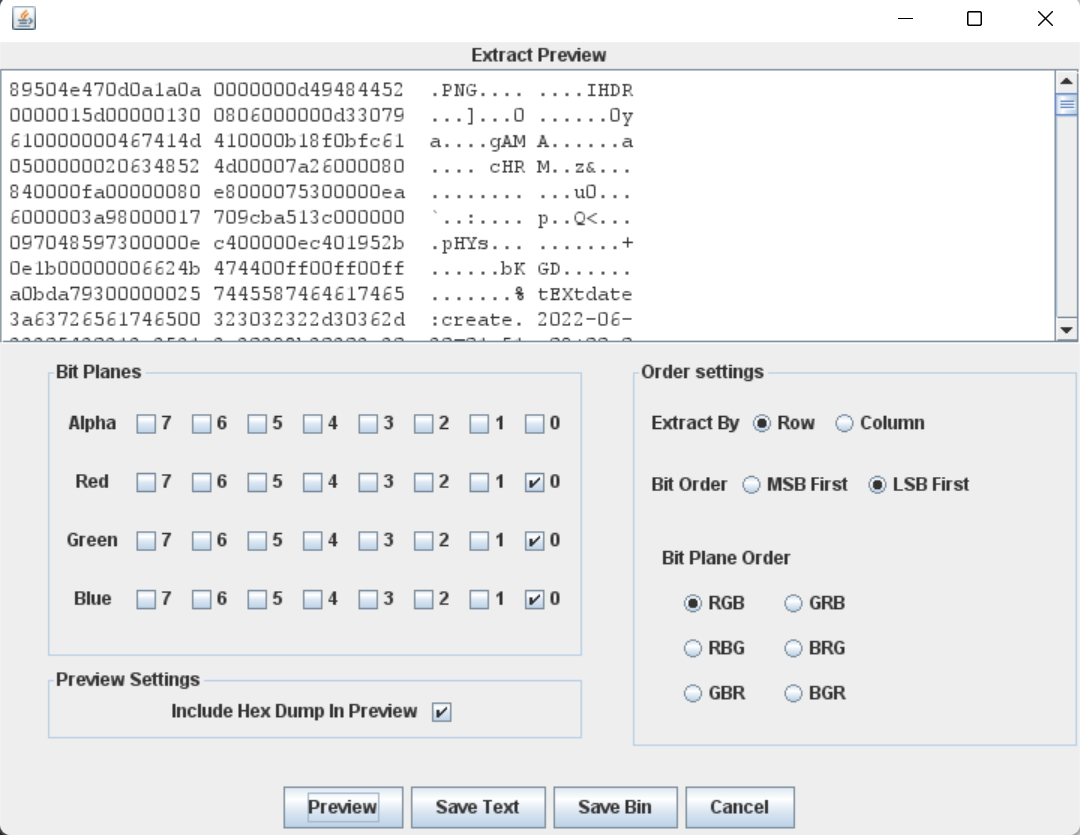 Extract Preview
89504e470d0a1a0a 0000000d49484452 .PNG.... ....IHDR
0000015d00000130 0806000000d33079 ...]...0 ......0y
610000000467414d 410000b18f0bfc61 a....gAM A......a
0500000020634852 4d00007a26000080 .... cHR M..z&...
840000fa00000080 e8000075300000ea ........ ...u0...
6000003a98000017 709cba513c000000 `..:.... p..Q<...
097048597300000e c400000ec401952b .pHYs... .......+
0e1b00000006624b 474400ff00ff00ff ......bK GD......
a0bda79300000025 7445587464617465 .......% tEXtdate
3a63726561746500 323032322d30362d :create. 2022-06-
Bit Planes
Alpha 7 6 5 4 3 2 1 0
Red 7 6 5 4 3 2 1 0
Green 7 6 5 4 3 2 1 0
Blue 7 6 5 4 3 2 1 0
Preview Settings
Include Hex Dump In Preview
Order settings
Extract By Row Column
Bit Order MSB First LSB First
Bit Plane Order
RGB GRB
RBG BRG
GBR BGR
Preview Save Text Save Bin Cancel